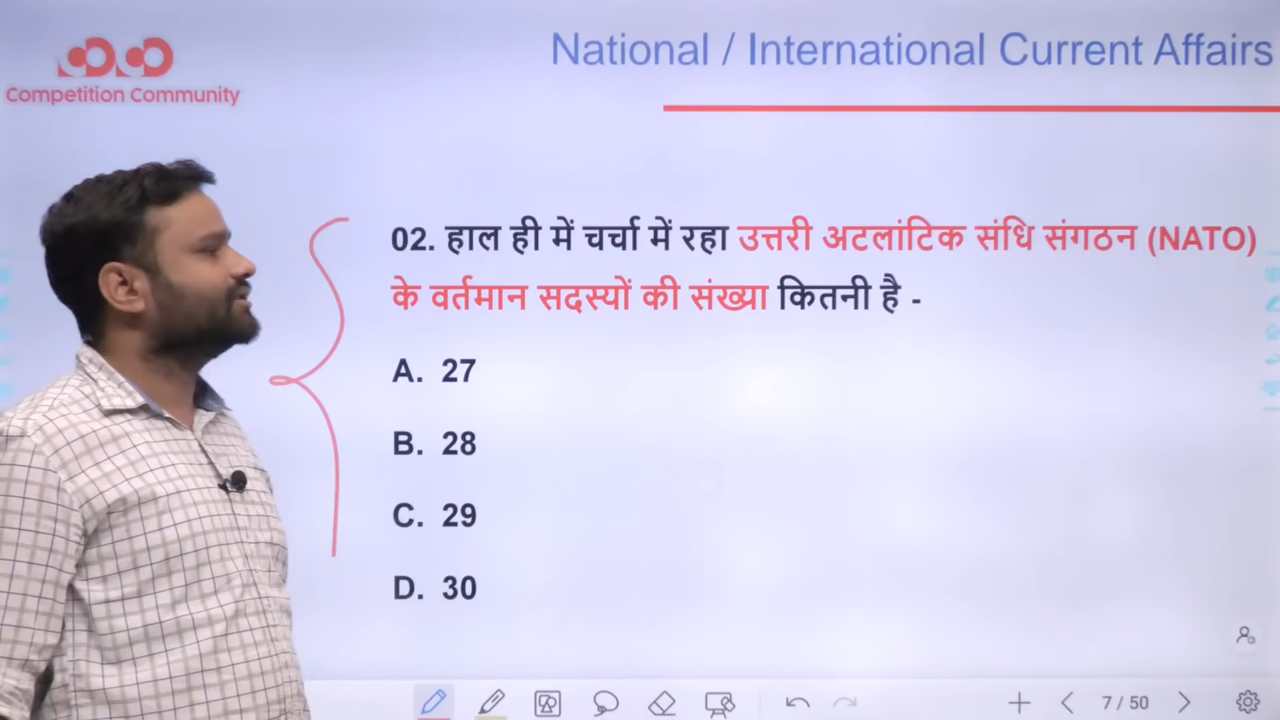 Competition Community
National / International Current Affairs
02. हाल ही में चर्चा में रहा उत्तरी अटलांटिक संधि संगठन (NATO)
के वर्तमान सदस्यों की संख्या कितनी है -
A. 27
B. 28
C. 29
D. 30
7 / 50